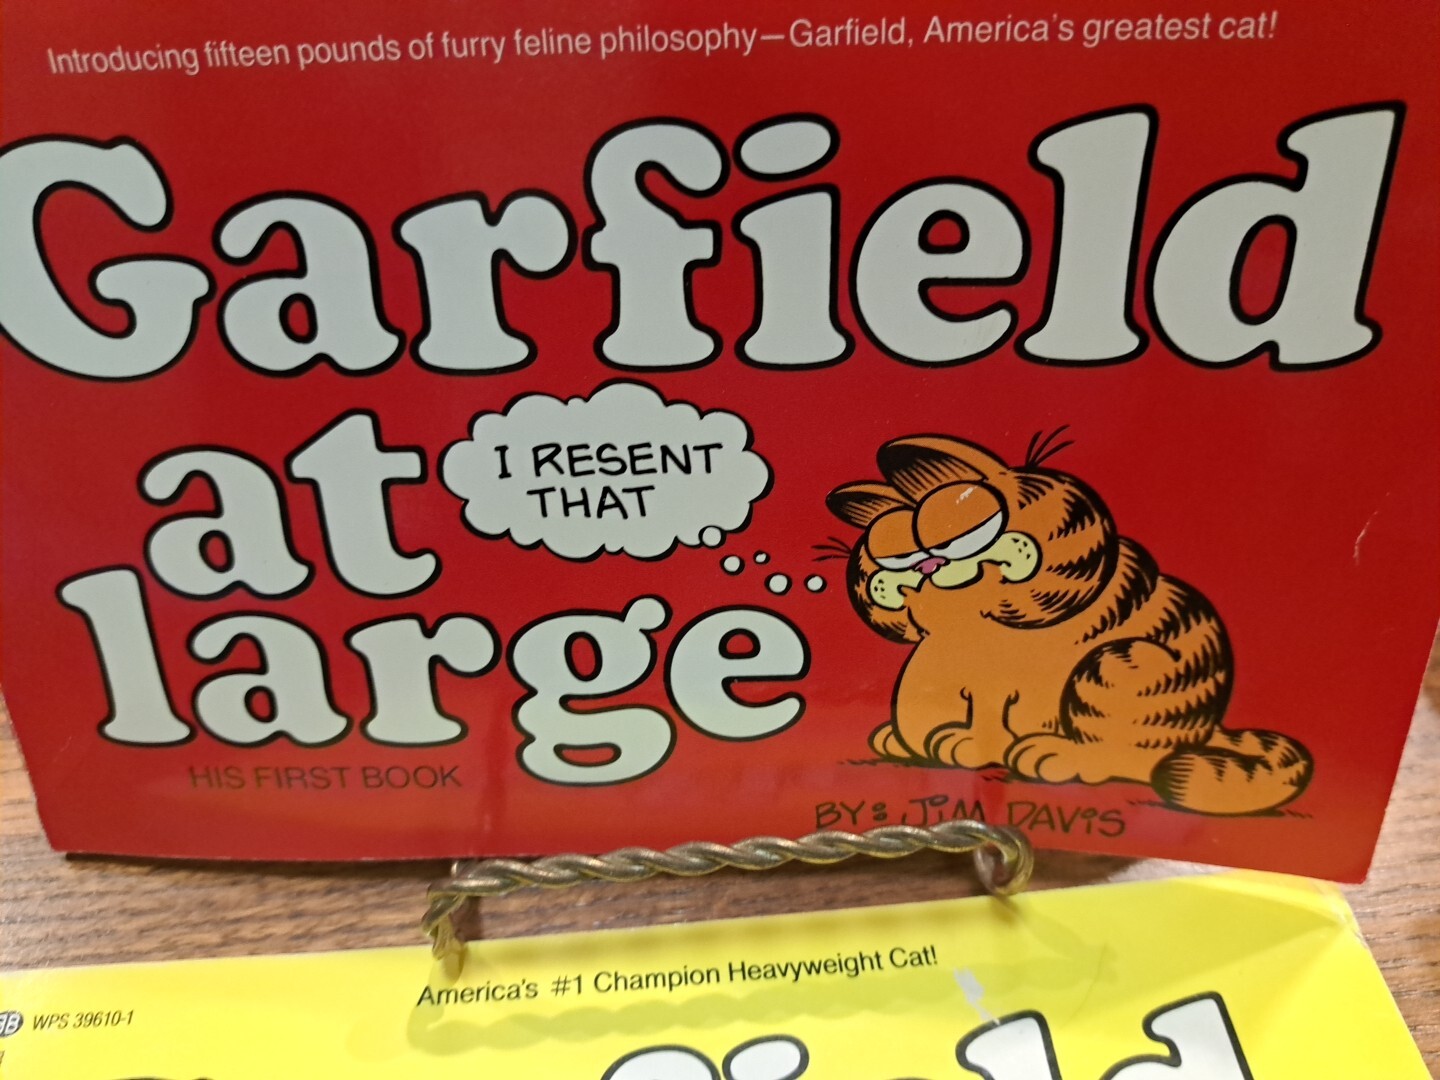 Introducing fifteen pounds of furry feline philosophy—Garfield, America's greatest cat!
Garfield
at
I RESENT
THAT
large
HIS FIRST BOOK
BY: JIM DAVIS
America's #1 Champion Heavyweight Cat!
WPS 39610-1